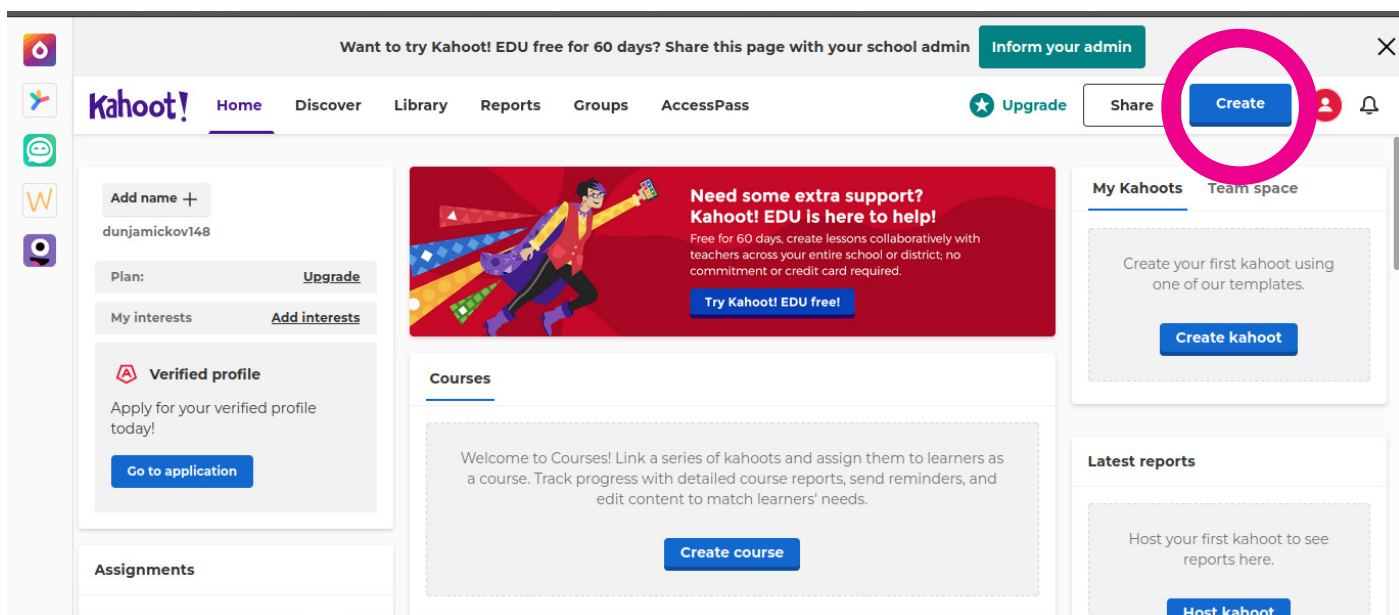 Want to try Kahoot! EDU free for 60 days? Share this page with your school admin
Inform your admin
Kahoot!
Home
Discover
Library
Reports
Groups
AccessPass
Upgrade
Share
Create
Add name +
dunjamickov148
Plan:
Upgrade
My interests
Add interests
Verified profile
Apply for your verified profile
today!
Go to application
Assignments
Need some extra support?
Kahoot! EDU is here to help!
Free for 60 days, create lessons collaboratively with
teachers across your entire school or district; no
commitment or credit card required.
Try Kahoot! EDU free!
Courses
Welcome to Courses! Link a series of kahoots and assign them to learners as
a course. Track progress with detailed course reports, send reminders, and
edit content to match learners' needs.
Create course
My Kahoots
Team space
Create your first kahoot using
one of our templates.
Create kahoot
Latest reports
Host your first kahoot to see
reports here.
Host kahoot